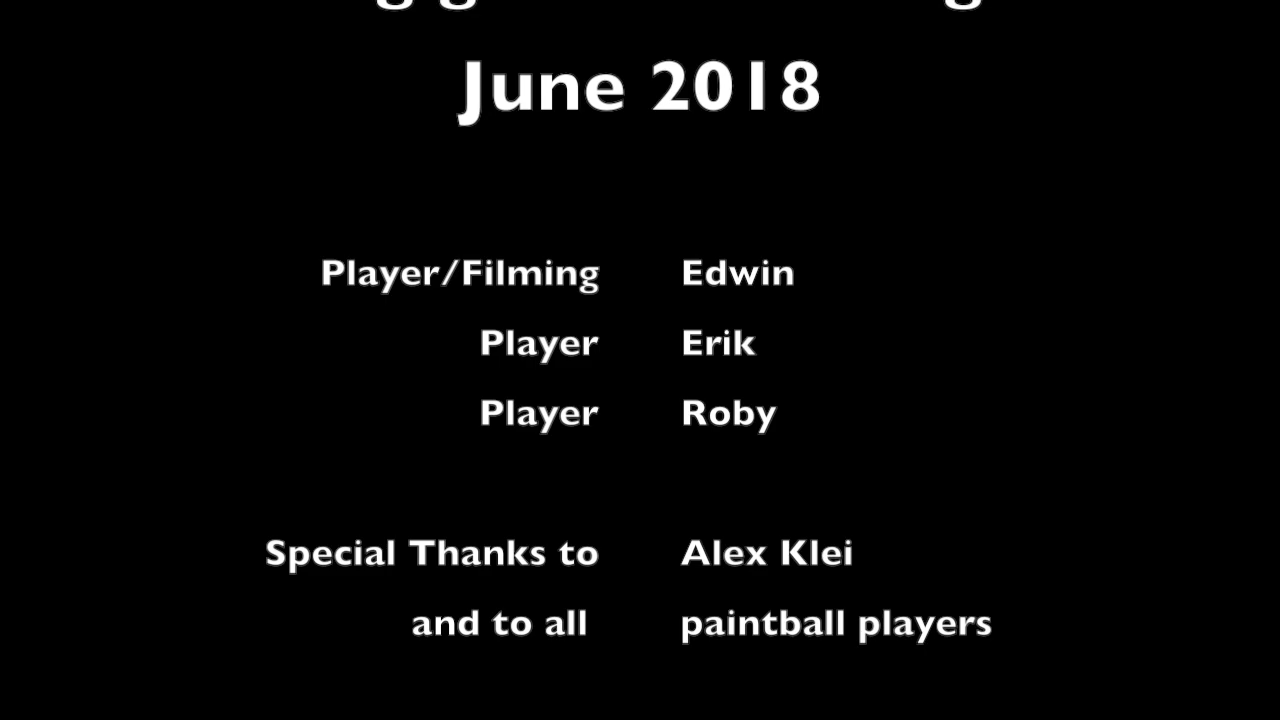 June 2018
Player/Filming Edwin
Player Erik
Player Roby
Special Thanks to Alex Klei
and to all paintball players